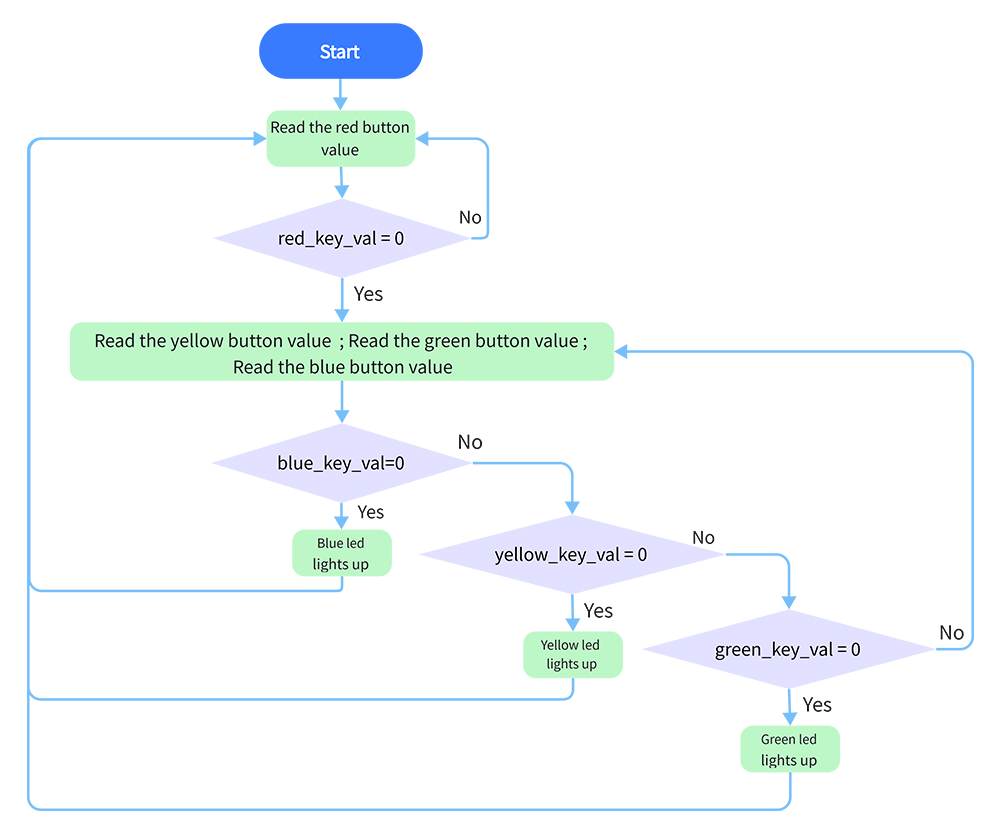 Start
Read the red button
value
No
red_key_val = 0
Yes
Read the yellow button value ; Read the green button value ;
Read the blue button value
No
blue_key_val=0
Yes
Blue led
lights up
No
yellow_key_val = 0
Yes
Yellow led
lights up
No
green_key_val = 0
Yes
Green led
lights up